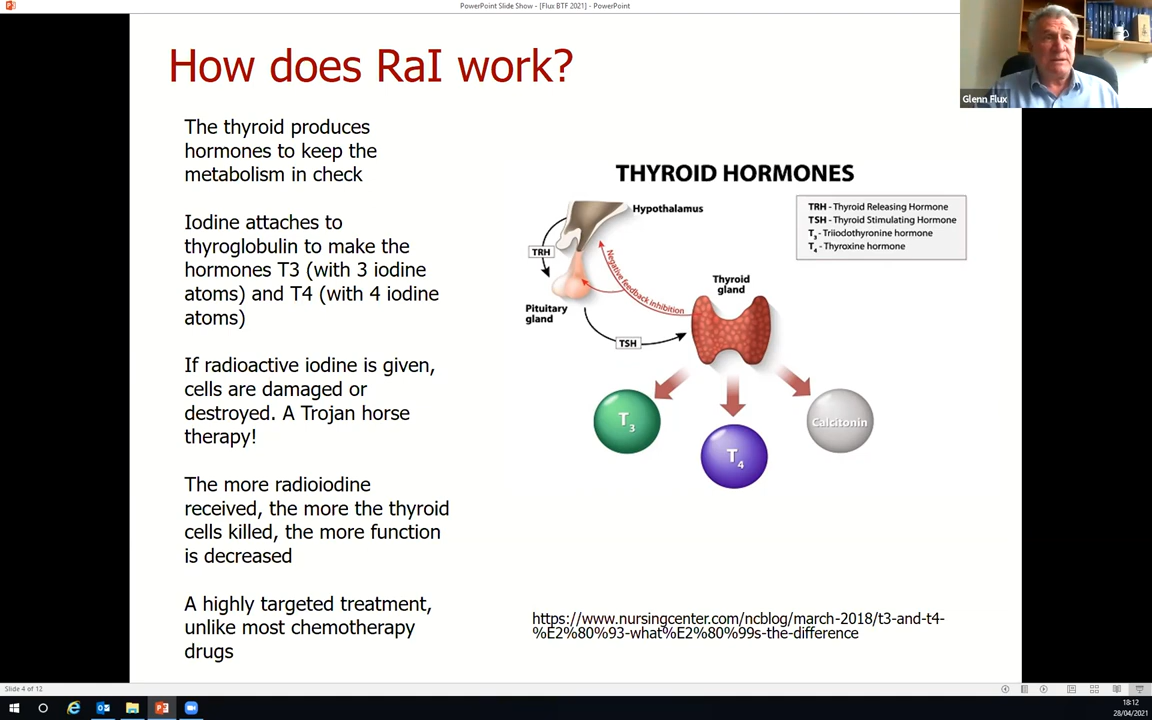 PowerPoint Slide Show - [Flux BTF 2021] - PowerPoint
How does RaI work?
Glenn Flux
The thyroid produces
hormones to keep the
metabolism in check
Iodine attaches to
thyroglobulin to make the
hormones T3 (with 3 iodine
atoms) and T4 (with 4 iodine
atoms)
If radioactive iodine is given,
cells are damaged or
destroyed. A Trojan horse
therapy!
The more radioiodine
received, the more the thyroid
cells killed, the more function
is decreased
A highly targeted treatment,
unlike most chemotherapy
drugs
THYROID HORMONES
Hypothalamus
TRH - Thyroid Releasing Hormone
TSH - Thyroid Stimulating Hormone
T3 - Triiodothyronine hormone
T4 - Thyroxine hormone
TRH
Negative feedback inhibition
Thyroid
gland
Pituitary
gland
TSH
T3
T4
Calcitonin
https://www.nursingcenter.com/ncblog/march-2018/t3-and-t4-
%E2%80%93-what%E2%80%99s-the-difference
Slide 4 of 12
18:12
28/04/2021